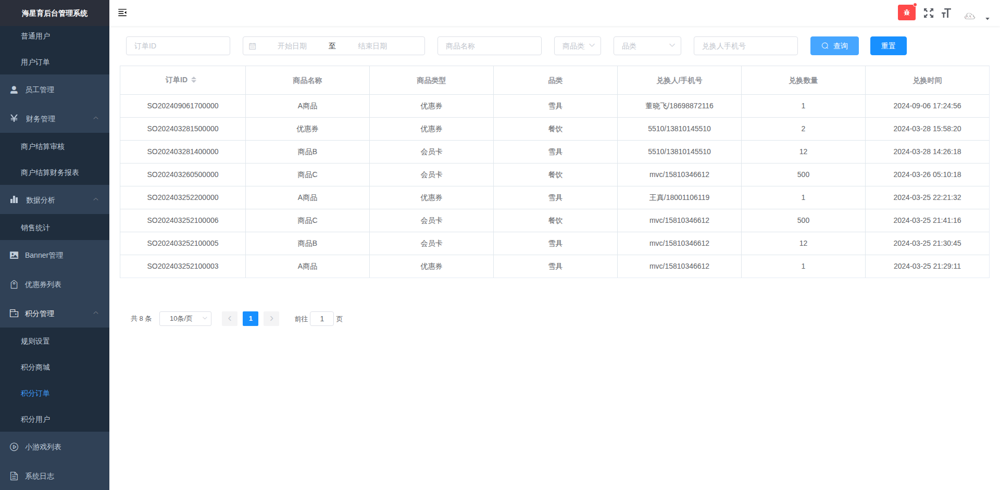 海星育后台管理系统
普通用户
用户订单
员工管理
财务管理
商户结算审核
商户结算财务报表
数据分析
销售统计
Banner管理
优惠券列表
积分管理
规则设置
积分商城
积分订单
积分用户
小游戏列表
系统日志
订单ID 开始日期 至 结束日期 商品名称 商品类 品类 兑换人手机号 查询 重置
订单ID 商品名称 商品类型 品类 兑换人/手机号 兑换数量 兑换时间
SO202409061700000 A商品 优惠券 雪具 董晓飞/18698872116 1 2024-09-06 17:24:56
SO202403281500000 优惠券 优惠券 餐饮 5510/13810145510 2 2024-03-28 15:58:20
SO202403281400000 商品B 会员卡 雪具 5510/13810145510 12 2024-03-28 14:26:18
SO202403260500000 商品C 会员卡 餐饮 mvc/15810346612 500 2024-03-26 05:10:18
SO202403252200000 A商品 优惠券 雪具 王真/18001106119 1 2024-03-25 22:21:32
SO202403252100006 商品C 会员卡 餐饮 mvc/15810346612 500 2024-03-25 21:41:16
SO202403252100005 商品B 会员卡 雪具 mvc/15810346612 12 2024-03-25 21:30:45
SO202403252100003 A商品 优惠券 雪具 mvc/15810346612 1 2024-03-25 21:29:11
共 8 条 10条/页 1 前往 1 页